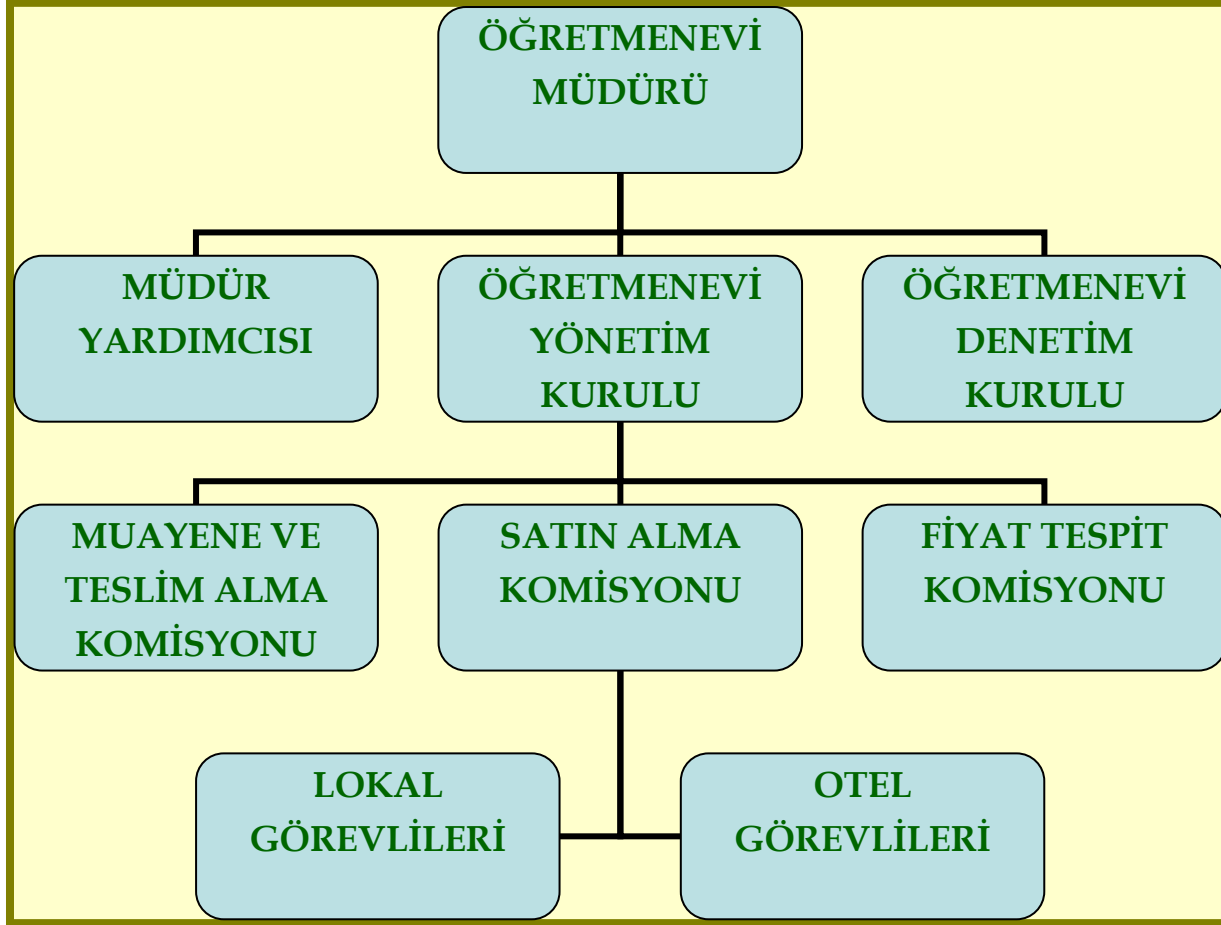 ÖĞRETMENEVİ
MÜDÜRÜ
MÜDÜR
YARDIMCISI
ÖĞRETMENEVİ
YÖNETİM
KURULU
ÖĞRETMENEVİ
DENETİM
KURULU
MUAYENE VE
TESLİM ALMA
KOMİSYONU
SATIN ALMA
KOMİSYONU
FİYAT TESPİT
KOMİSYONU
LOKAL
GÖREVLİLERİ
OTEL
GÖREVLİLERİ